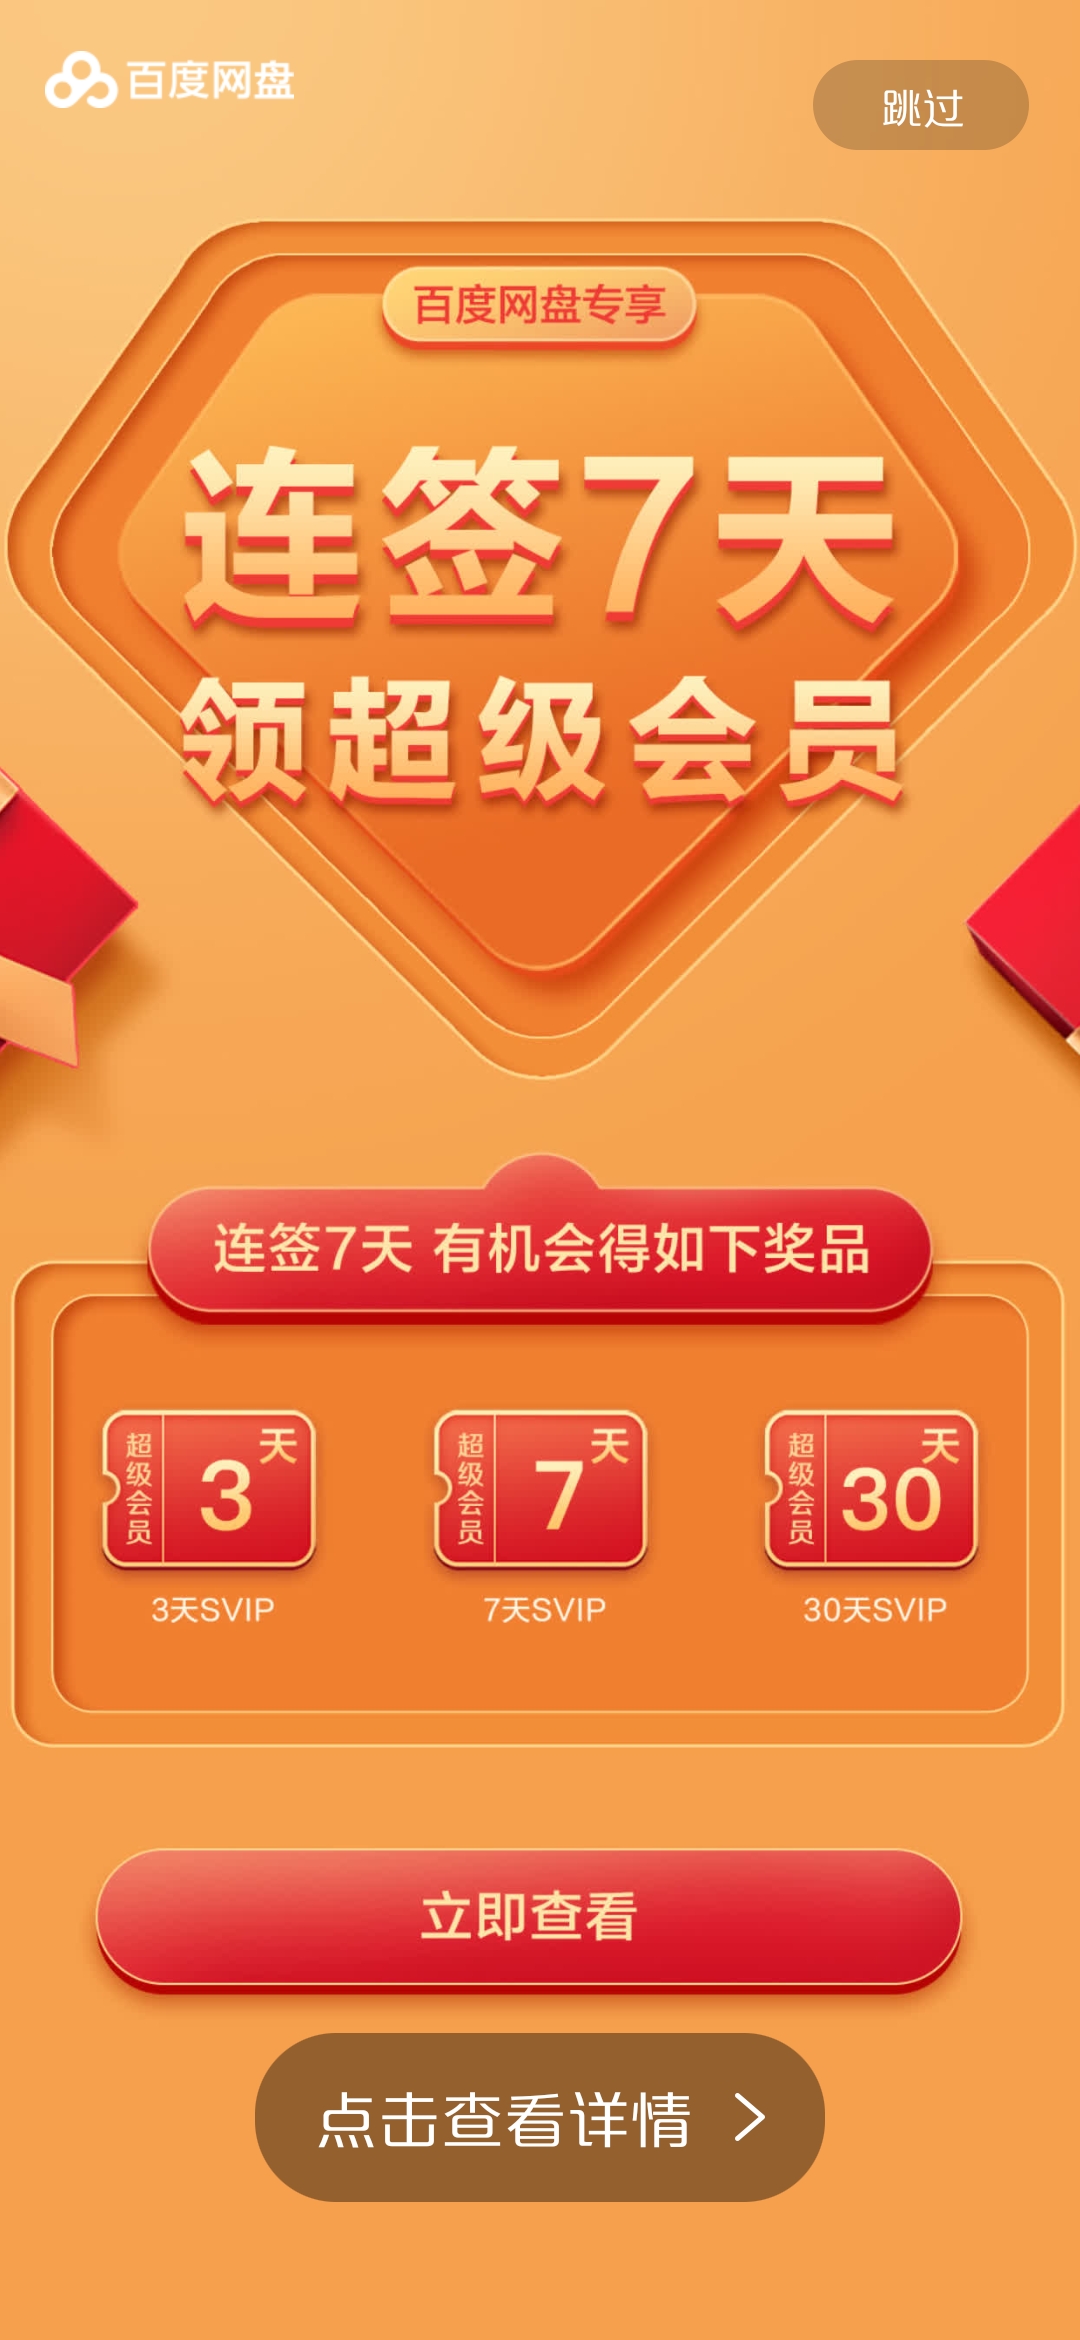 百度网盘
跳过
百度网盘专享
连签7天
领超级会员
连签7天 有机会得如下奖品
超级会员 3天
超级会员 7天
超级会员 30天
3天SVIP
7天SVIP
30天SVIP
立即查看
点击查看详情 >